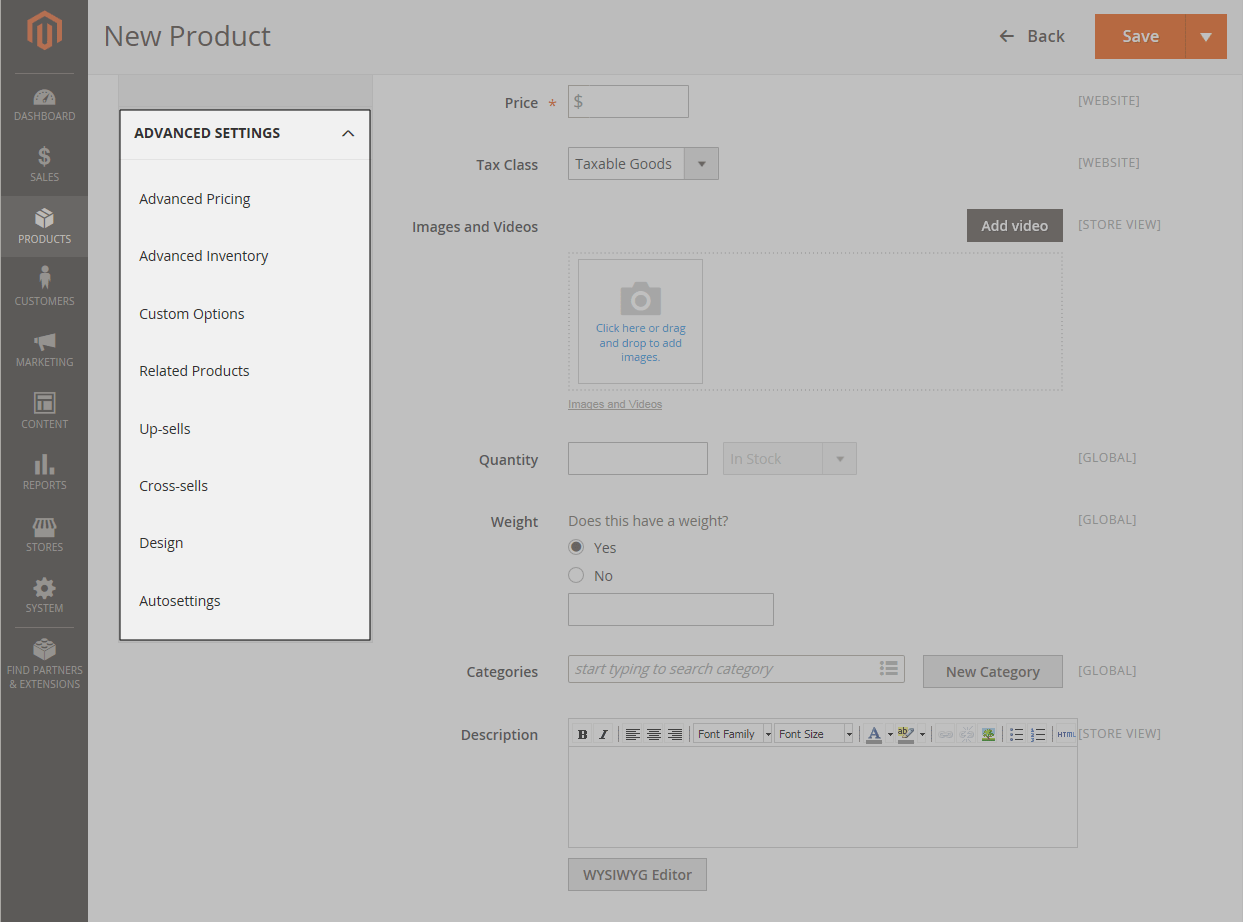 New Product
Back
Save
DASHBOARD
SALES
PRODUCTS
CUSTOMERS
MARKETING
CONTENT
REPORTS
STORES
SYSTEM
FIND PARTNERS
& EXTENSIONS
ADVANCED SETTINGS
Advanced Pricing
Advanced Inventory
Custom Options
Related Products
Up-sells
Cross-sells
Design
Autosettings
Price * $ [WEBSITE]
Tax Class Taxable Goods [WEBSITE]
Images and Videos Add video [STORE VIEW]
Click here or drag
and drop to add
images.
Images and Videos
Quantity In Stock [GLOBAL]
Weight Does this have a weight? [GLOBAL]
Yes
No
Categories start typing to search category New Category [GLOBAL]
Description B I Font Family Font Size A ab HTML [STORE VIEW]
WYSIWYG Editor